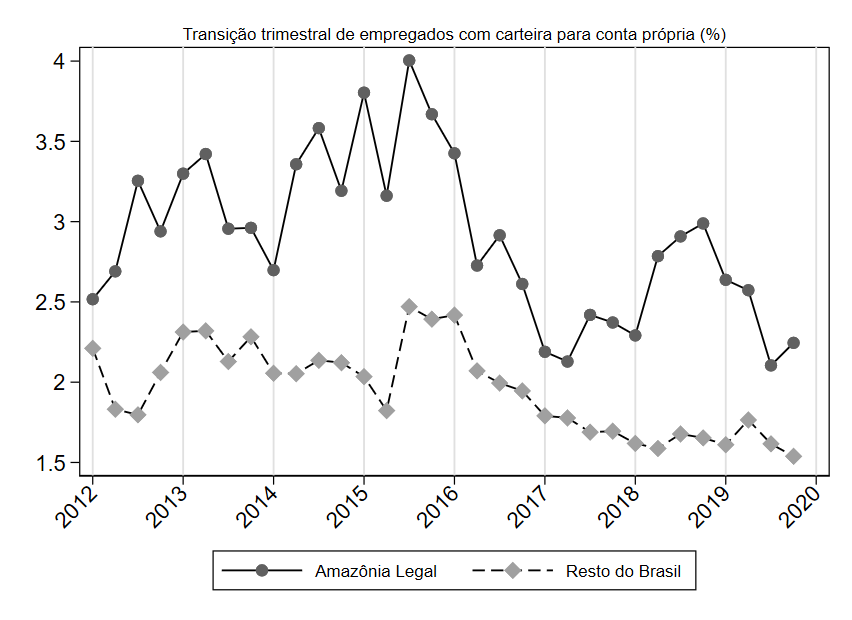 Transição trimestral de empregados com carteira para conta própria (%)
4
3.5
3
2.5
2
1.5
2012 2013 2014 2015 2016 2017 2018 2019 2020
Amazônia Legal Resto do Brasil